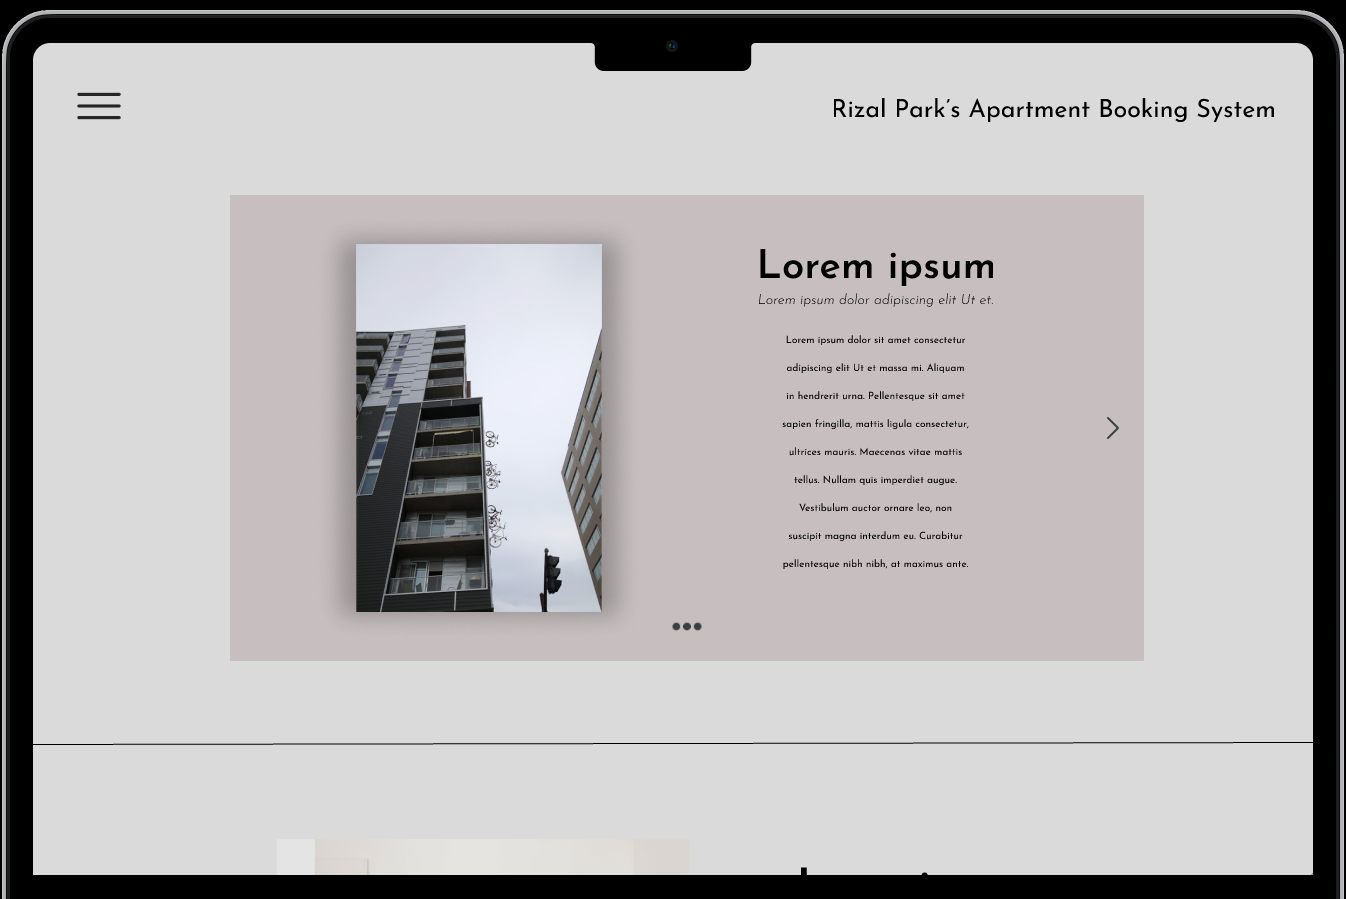 Rizal Park's Apartment Booking System
Lorem ipsum
Lorem ipsum dolor adipiscing elit Ut et.
Lorem ipsum dolor sit amet consectetur
adipiscing elit Ut et massa mi. Aliquam
in hendrerit urna. Pellentesque sit amet
sapien fringilla, mattis ligula consectetur,
ultrices mauris. Maecenas vitae mattis
tellus. Nullam quis imperdiet augue.
Vestibulum auctor ornare leo, non
suscipit magna interdum eu. Curabitur
pellentesque nibh nibh, at maximus ante.